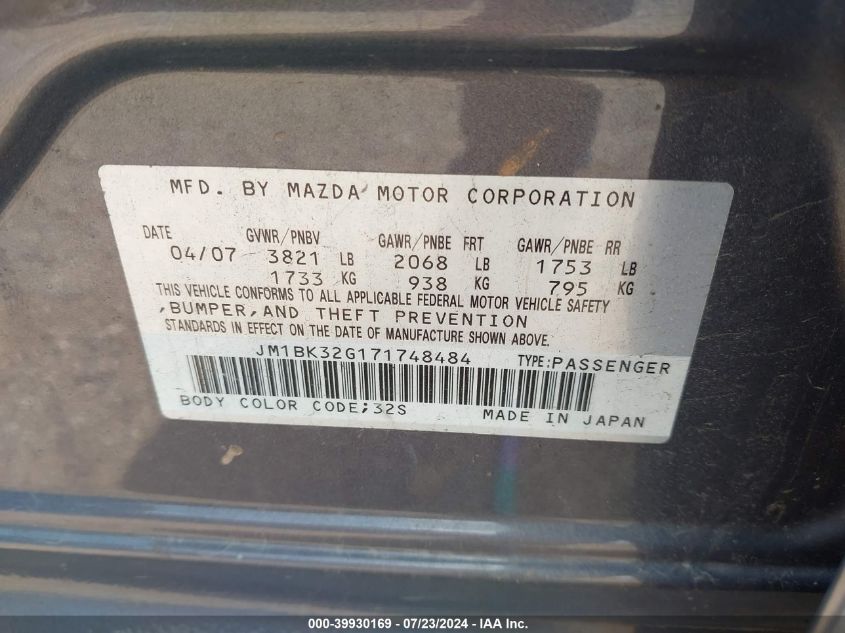 MFD. BY MAZDA MOTOR CORPORATION
DATE GVWR/PNBV GAWR/PNBE FRT GAWR/PNBE RR
04/07 3821 LB 2068 LB 1753 LB
1733 KG 938 KG 795 KG
THIS VEHICLE CONFORMS TO ALL APPLICABLE FEDERAL MOTOR VEHICLE SAFETY
,BUMPER,AND THEFT PREVENTION
STANDARDS IN EFFECT ON THE DATE OF MANUFACTURE SHOWN ABOVE.
JM1BK32G171748484 TYPE:PASSENGER
BODY COLOR CODE;32S MADE IN JAPAN
000-39930169 - 07/23/2024 - IAA Inc.